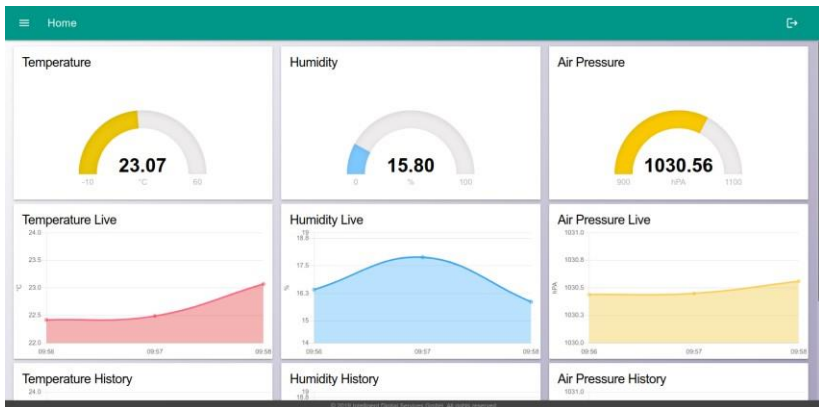 Home
Temperature
23.07
-10 °C 60
Humidity
15.80
0 % 100
Air Pressure
1030.56
900 hPA 1100
Temperature Live
24.0
23.5
°C
23.0
22.5
22.0
09:56 09:57 09:58
Humidity Live
19
18.8
17.5
%
16.3
15
14
09:56 09:57 09:58
Air Pressure Live
1031.0
1030.8
hPA
1030.5
1030.3
1030.0
09:56 09:57 09:58
Temperature History
24.0
Humidity History
19
18.8
Air Pressure History
1031.0